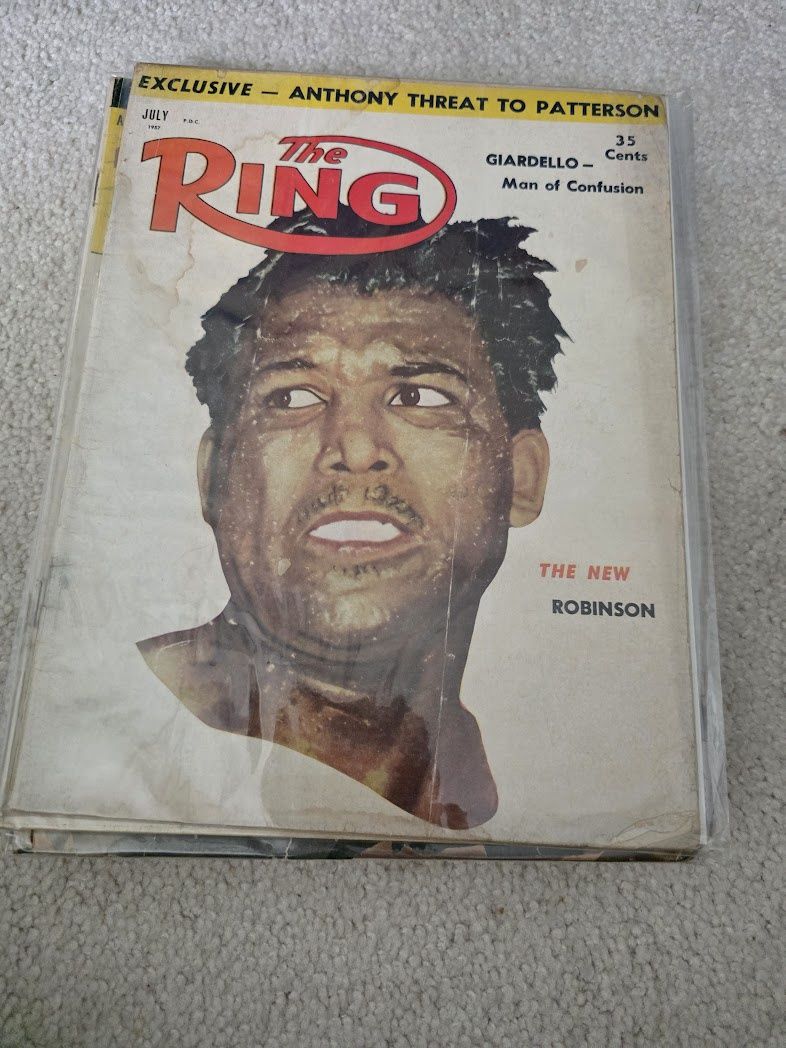 EXCLUSIVE — ANTHONY THREAT TO PATTERSON
JULY
1957
P.D.C.
35
Cents
The
RING
GIARDELLO —
Man of Confusion
THE NEW
ROBINSON